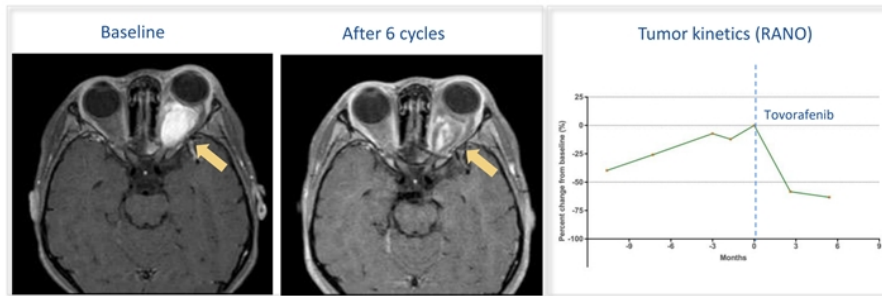 Baseline
After 6 cycles
Tumor kinetics (RANO)
Tovorafenib
Percent change from baseline (%)
25
0
-25
-50
-75
-100
-9
-6
-3
0
3
6
9
Months